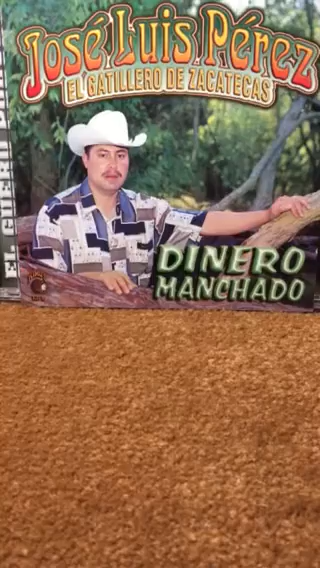 José Luis Pérez
EL GATILLERO DE ZACATECAS
DINERO
MANCHADO